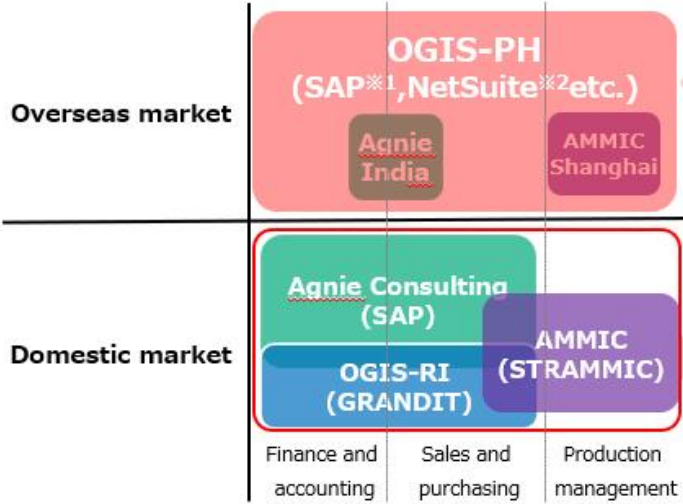 OGIS-PH
(SAP※1,NetSuite※2etc.)
Overseas market
Agnie
India
AMMIC
Shanghai
Domestic market
Agnie Consulting
(SAP)
OGIS-RI
(GRANDIT)
AMMIC
(STRAMMIC)
Finance and
accounting
Sales and
purchasing
Production
management